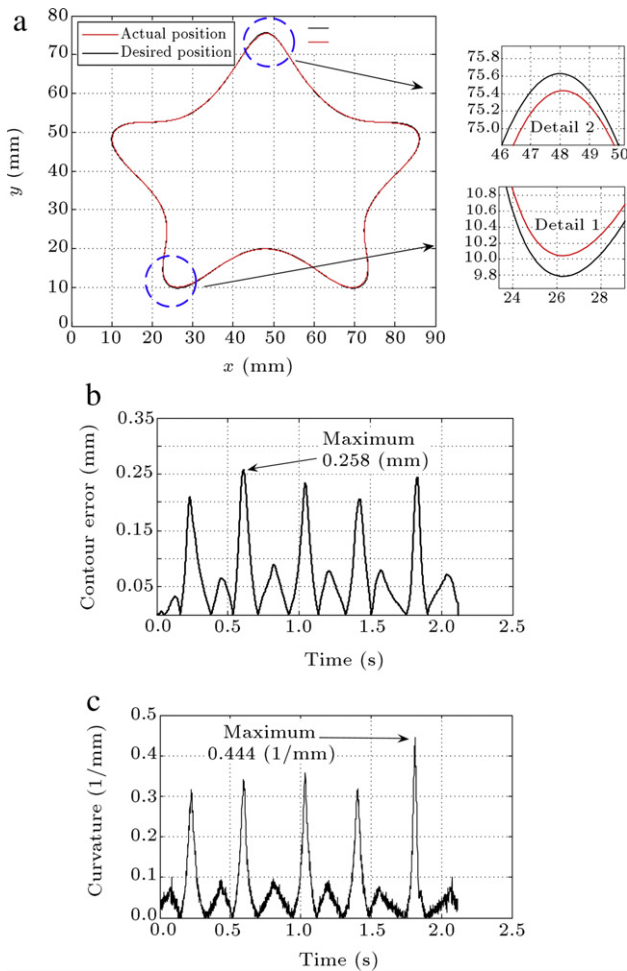 a
Actual position
Desired position
80
70
60
50
40
30
20
10
0
y (mm)
0 10 20 30 40 50 60 70 80 90
x (mm)
75.8
75.6
75.4
75.2
75.0
Detail 2
46 47 48 49 50
10.8
10.6
10.4
10.2
10.0
9.8
Detail 1
24 26 28
b
0.35
0.25
0.15
0.05
Contour error (mm)
Maximum
0.258 (mm)
0.0 0.5 1.0 1.5 2.0 2.5
Time (s)
c
0.5
0.4
0.3
0.2
0.1
0.0
Curvature (1/mm)
Maximum
0.444 (1/mm)
0.0 0.5 1.0 1.5 2.0 2.5
Time (s)